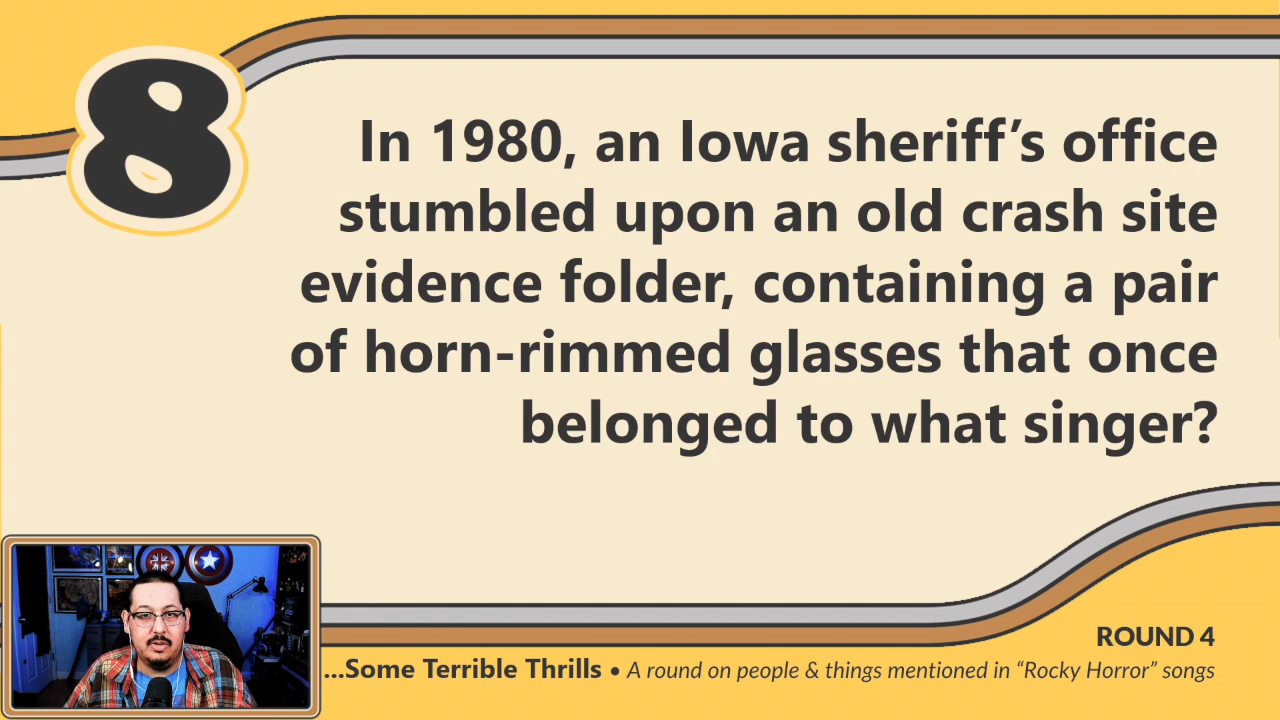 8
In 1980, an Iowa sheriff’s office
stumbled upon an old crash site
evidence folder, containing a pair
of horn-rimmed glasses that once
belonged to what singer?
ROUND 4
...Some Terrible Thrills • A round on people & things mentioned in “Rocky Horror” songs